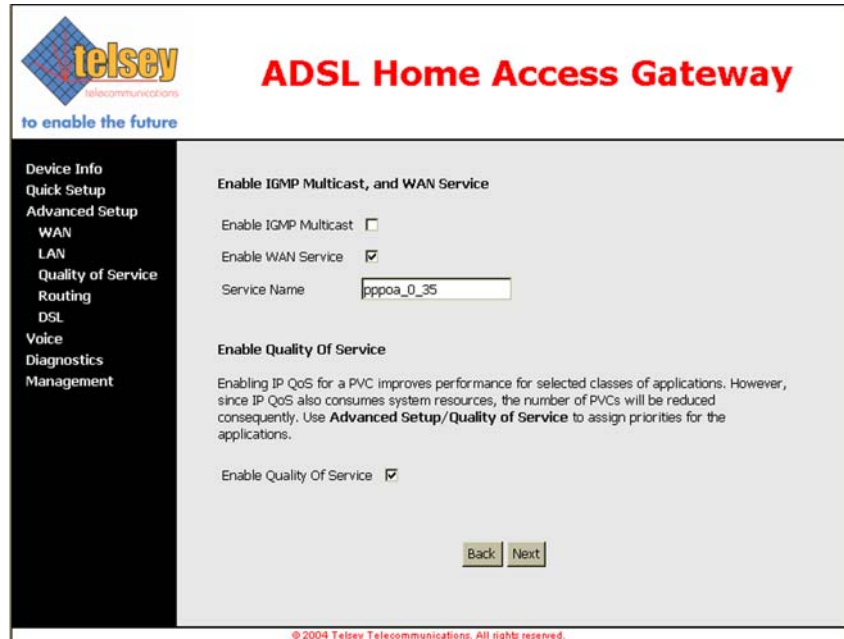 telsey
telecommunications
to enable the future
ADSL Home Access Gateway
Device Info
Quick Setup
Advanced Setup
WAN
LAN
Quality of Service
Routing
DSL
Voice
Diagnostics
Management
Enable IGMP Multicast, and WAN Service
Enable IGMP Multicast
Enable WAN Service
Service Name pppoa_0_35
Enable Quality Of Service
Enabling IP QoS for a PVC improves performance for selected classes of applications. However,
since IP QoS also consumes system resources, the number of PVCs will be reduced
consequently. Use Advanced Setup/Quality of Service to assign priorities for the
applications.
Enable Quality Of Service
Back Next
© 2004 Telsey Telecommunications. All rights reserved.